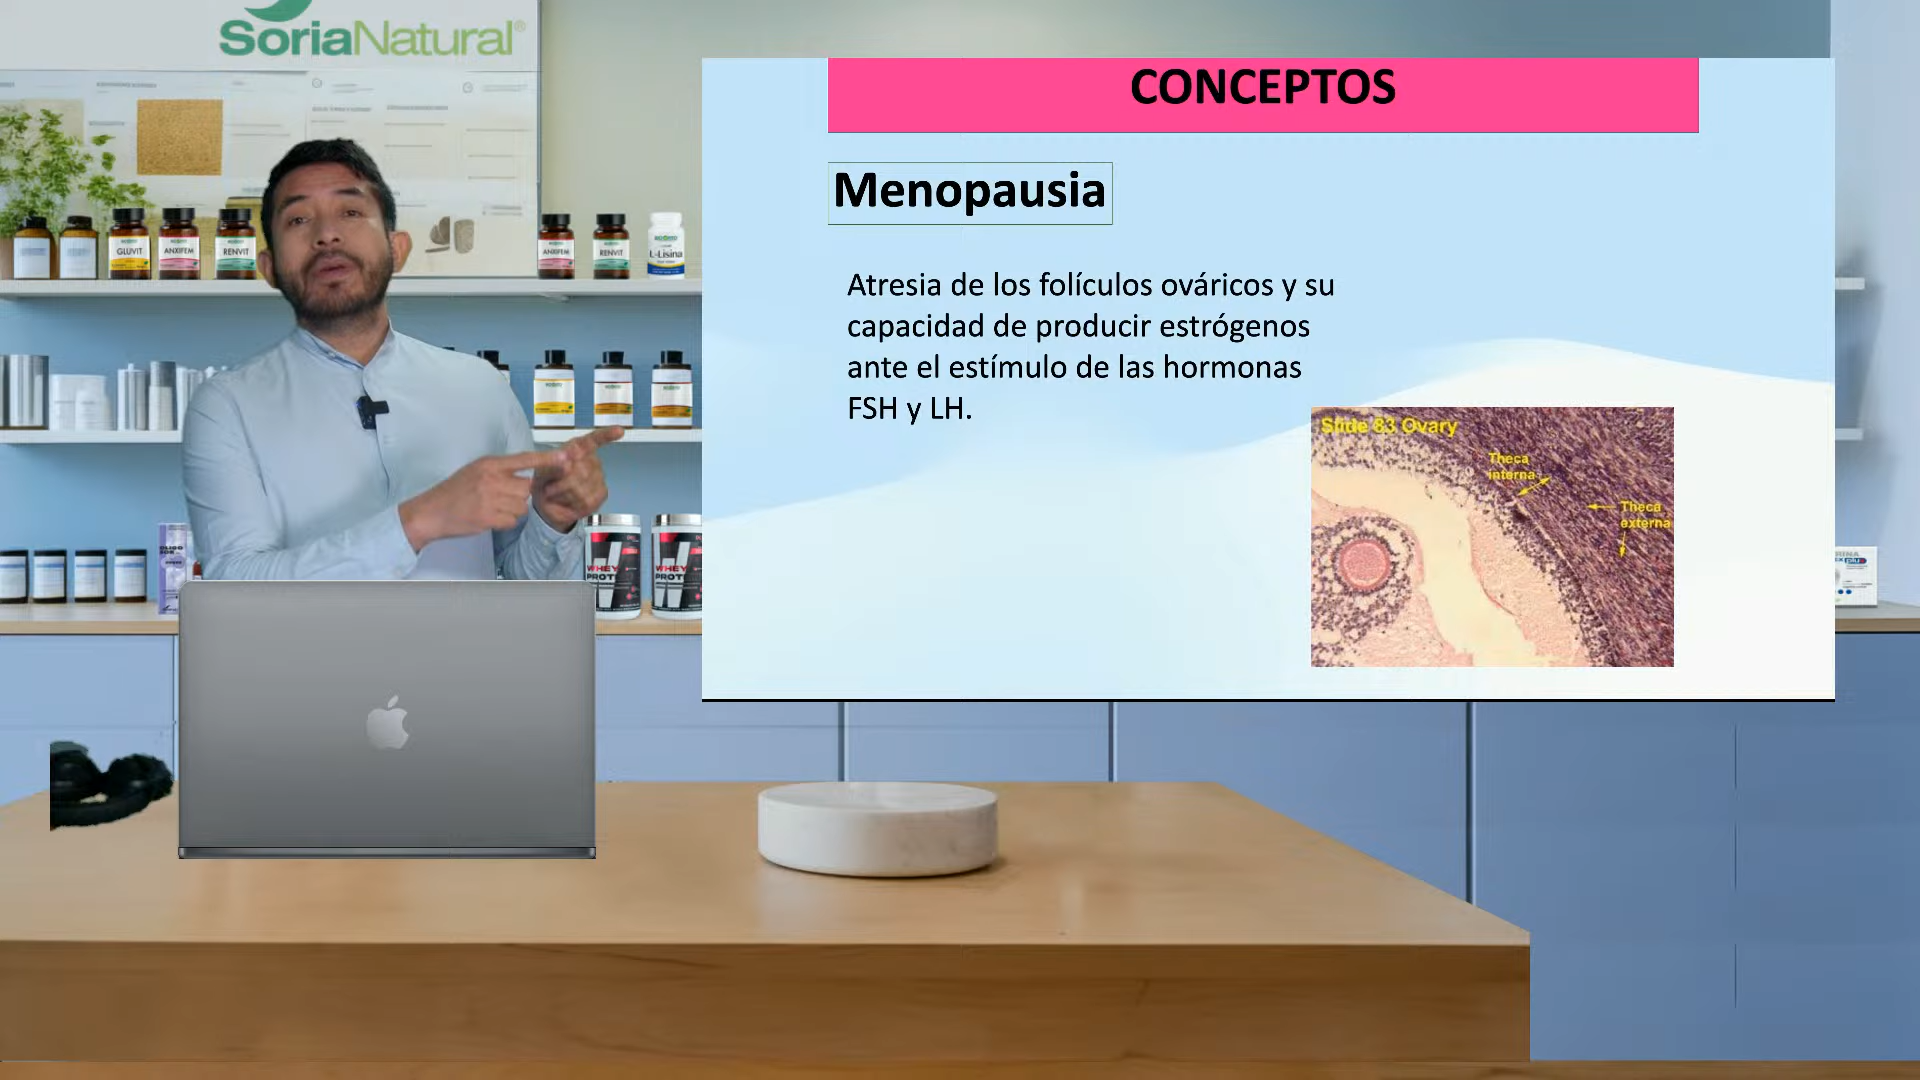 SoriaNatural®
CONCEPTOS
Menopausia
Atresia de los folículos ováricos y su
capacidad de producir estrógenos
ante el estímulo de las hormonas
FSH y LH.
Slide 83 Ovary
Theca
interna
Theca
externa
GLUVIT
ANXIFEM
RENVIT
ANXIFEM
RENVIT
L-Lisina
WHEY
PROT
WHEY
PROT